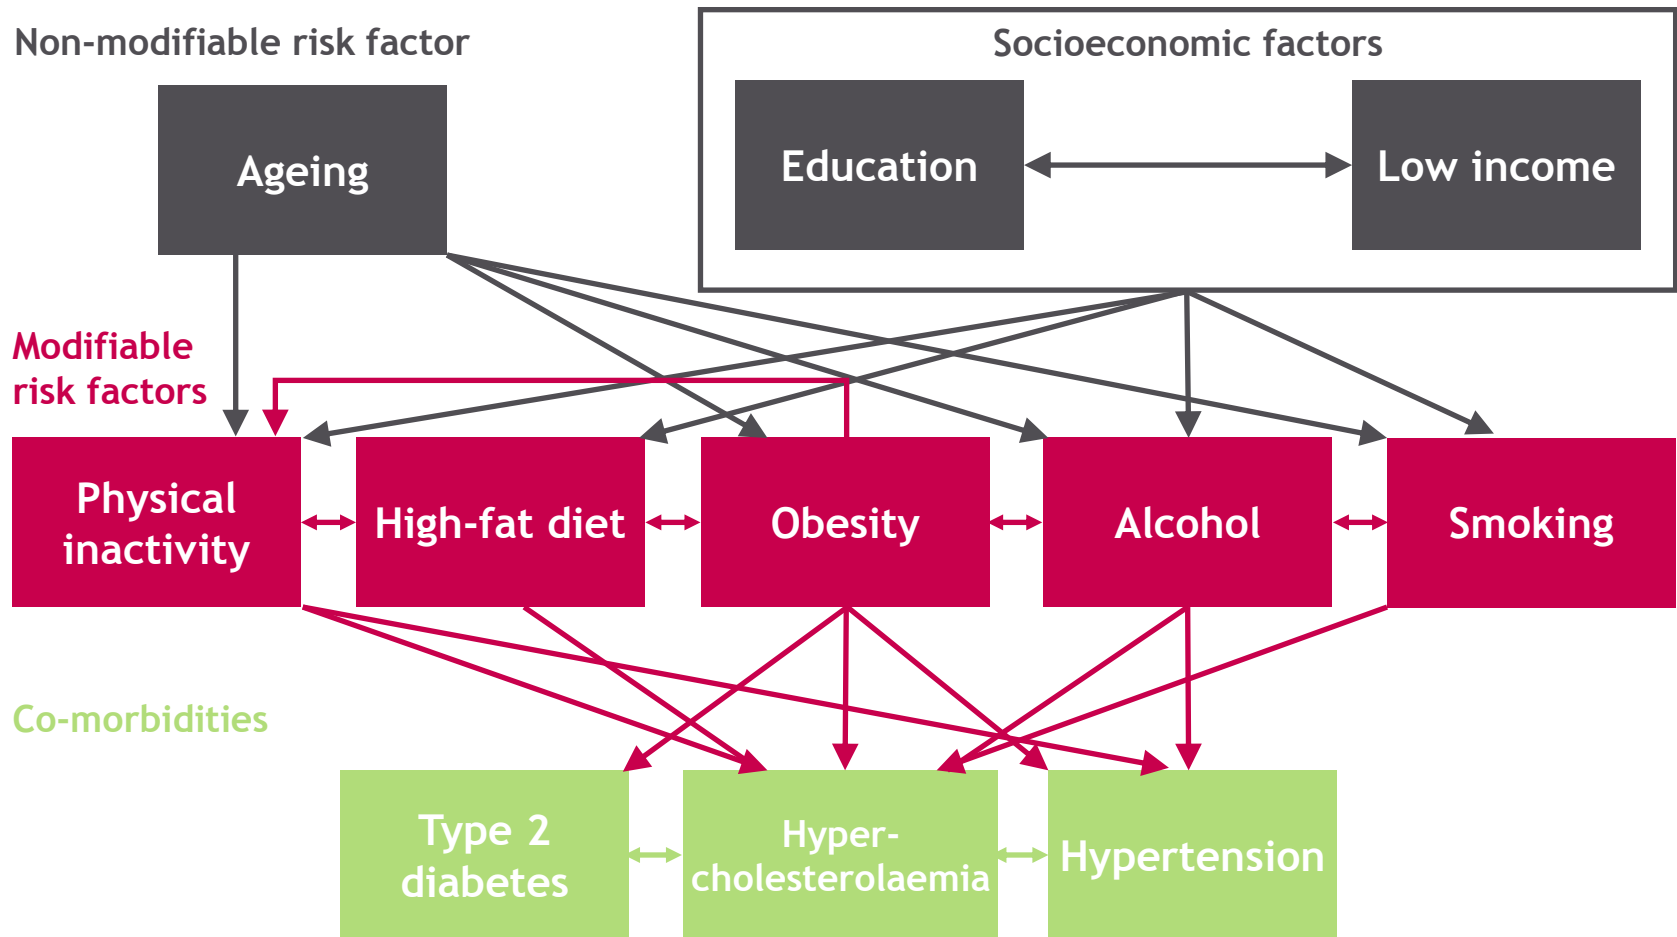 Non-modifiable risk factor
Socioeconomic factors
Ageing
Education
Low income
Modifiable
risk factors
Physical
inactivity
High-fat diet
Obesity
Alcohol
Smoking
Co-morbidities
Type 2
diabetes
Hyper-
cholesterolaemia
Hypertension